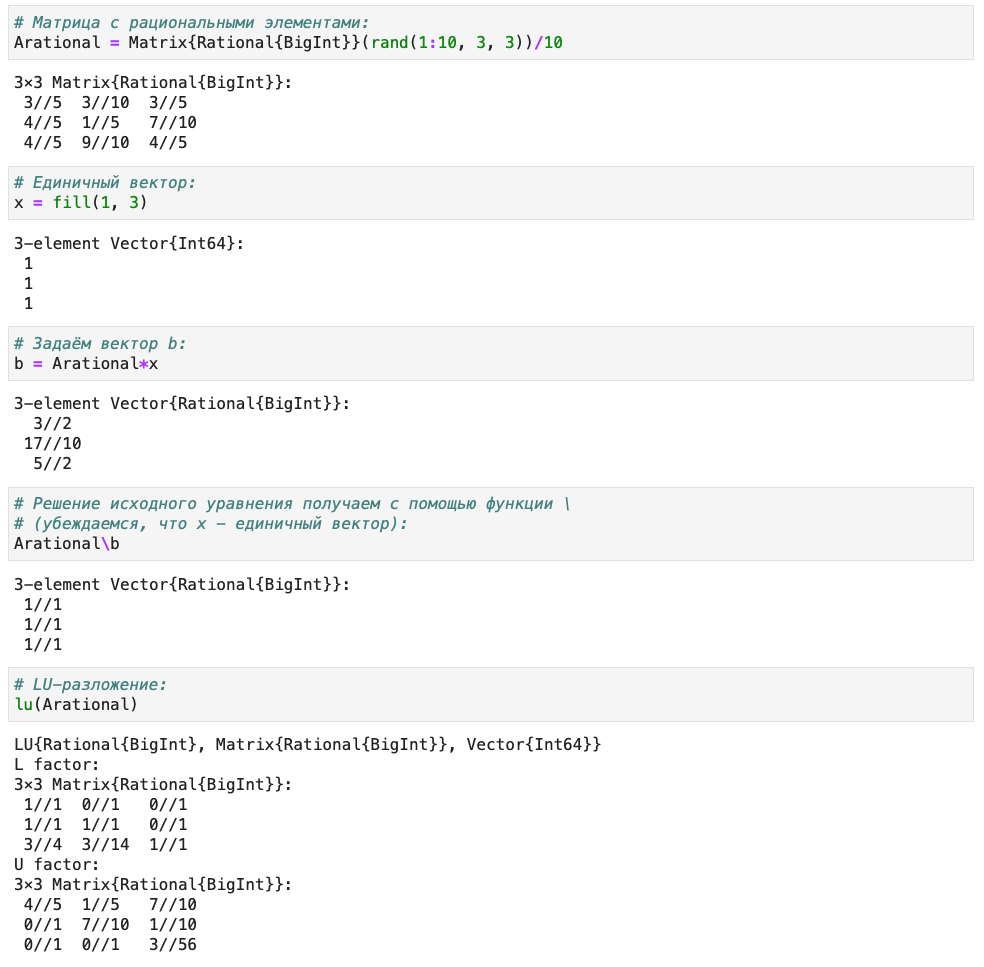 # Матрица с рациональными элементами:
Arational = Matrix{Rational{BigInt}}(rand(1:10, 3, 3))/10
3×3 Matrix{Rational{BigInt}}:
 3//5  3//10  3//5
 4//5  1//5   7//10
 4//5  9//10  4//5
# Единичный вектор:
x = fill(1, 3)
3-element Vector{Int64}:
 1
 1
 1
# Задаём вектор b:
b = Arational*x
3-element Vector{Rational{BigInt}}:
  3//2
 17//10
  5//2
# Решение исходного уравнения получаем с помощью функции \
# (убеждаемся, что x - единичный вектор):
Arational\b
3-element Vector{Rational{BigInt}}:
 1//1
 1//1
 1//1
# LU-разложение:
lu(Arational)
LU{Rational{BigInt}, Matrix{Rational{BigInt}}, Vector{Int64}}
L factor:
3×3 Matrix{Rational{BigInt}}:
 1//1  0//1   0//1
 1//1  1//1   0//1
 3//4  3//14  1//1
U factor:
3×3 Matrix{Rational{BigInt}}:
 4//5  1//5   7//10
 0//1  7//10  1//10
 0//1  0//1   3//56